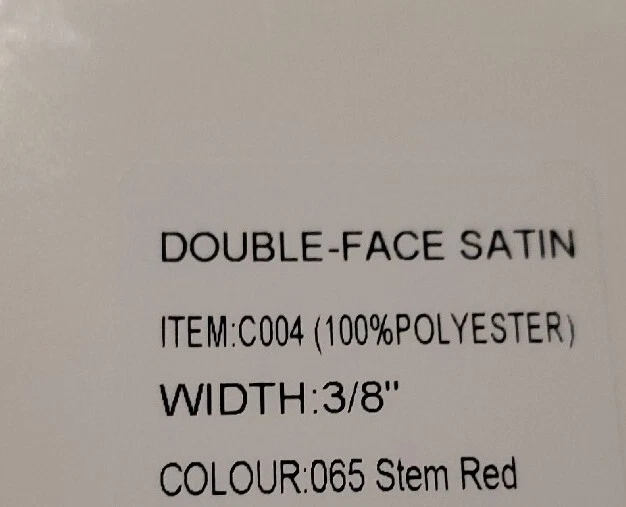 DOUBLE-FACE SATIN
ITEM:C004 (100%POLYESTER)
WIDTH:3/8"
COLOUR:065 Stem Red